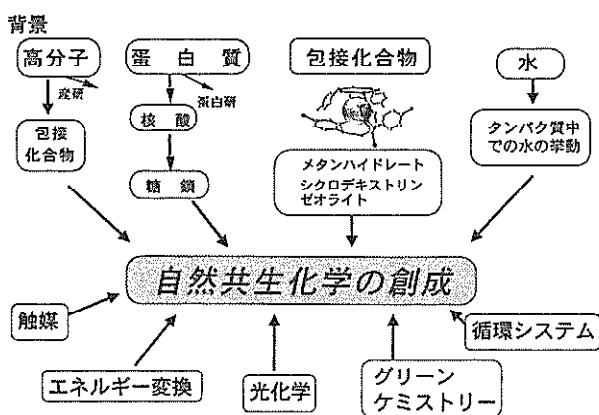 背景
高分子
蛋白質
包接化合物
水
産研
蛋白研
包接
化合物
核酸
糖鎖
メタンハイドレート
シクロデキストリン
ゼオライト
タンパク質中
での水の挙動
自然共生化学の創成
触媒
循環システム
エネルギー変換
光化学
グリーン
ケミストリー